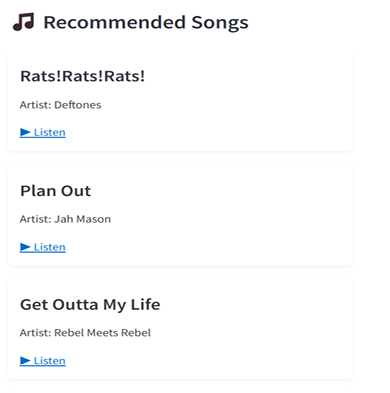 Recommended Songs
Rats!Rats!Rats!
Artist: Deftones
Listen
Plan Out
Artist: Jah Mason
Listen
Get Outta My Life
Artist: Rebel Meets Rebel
Listen